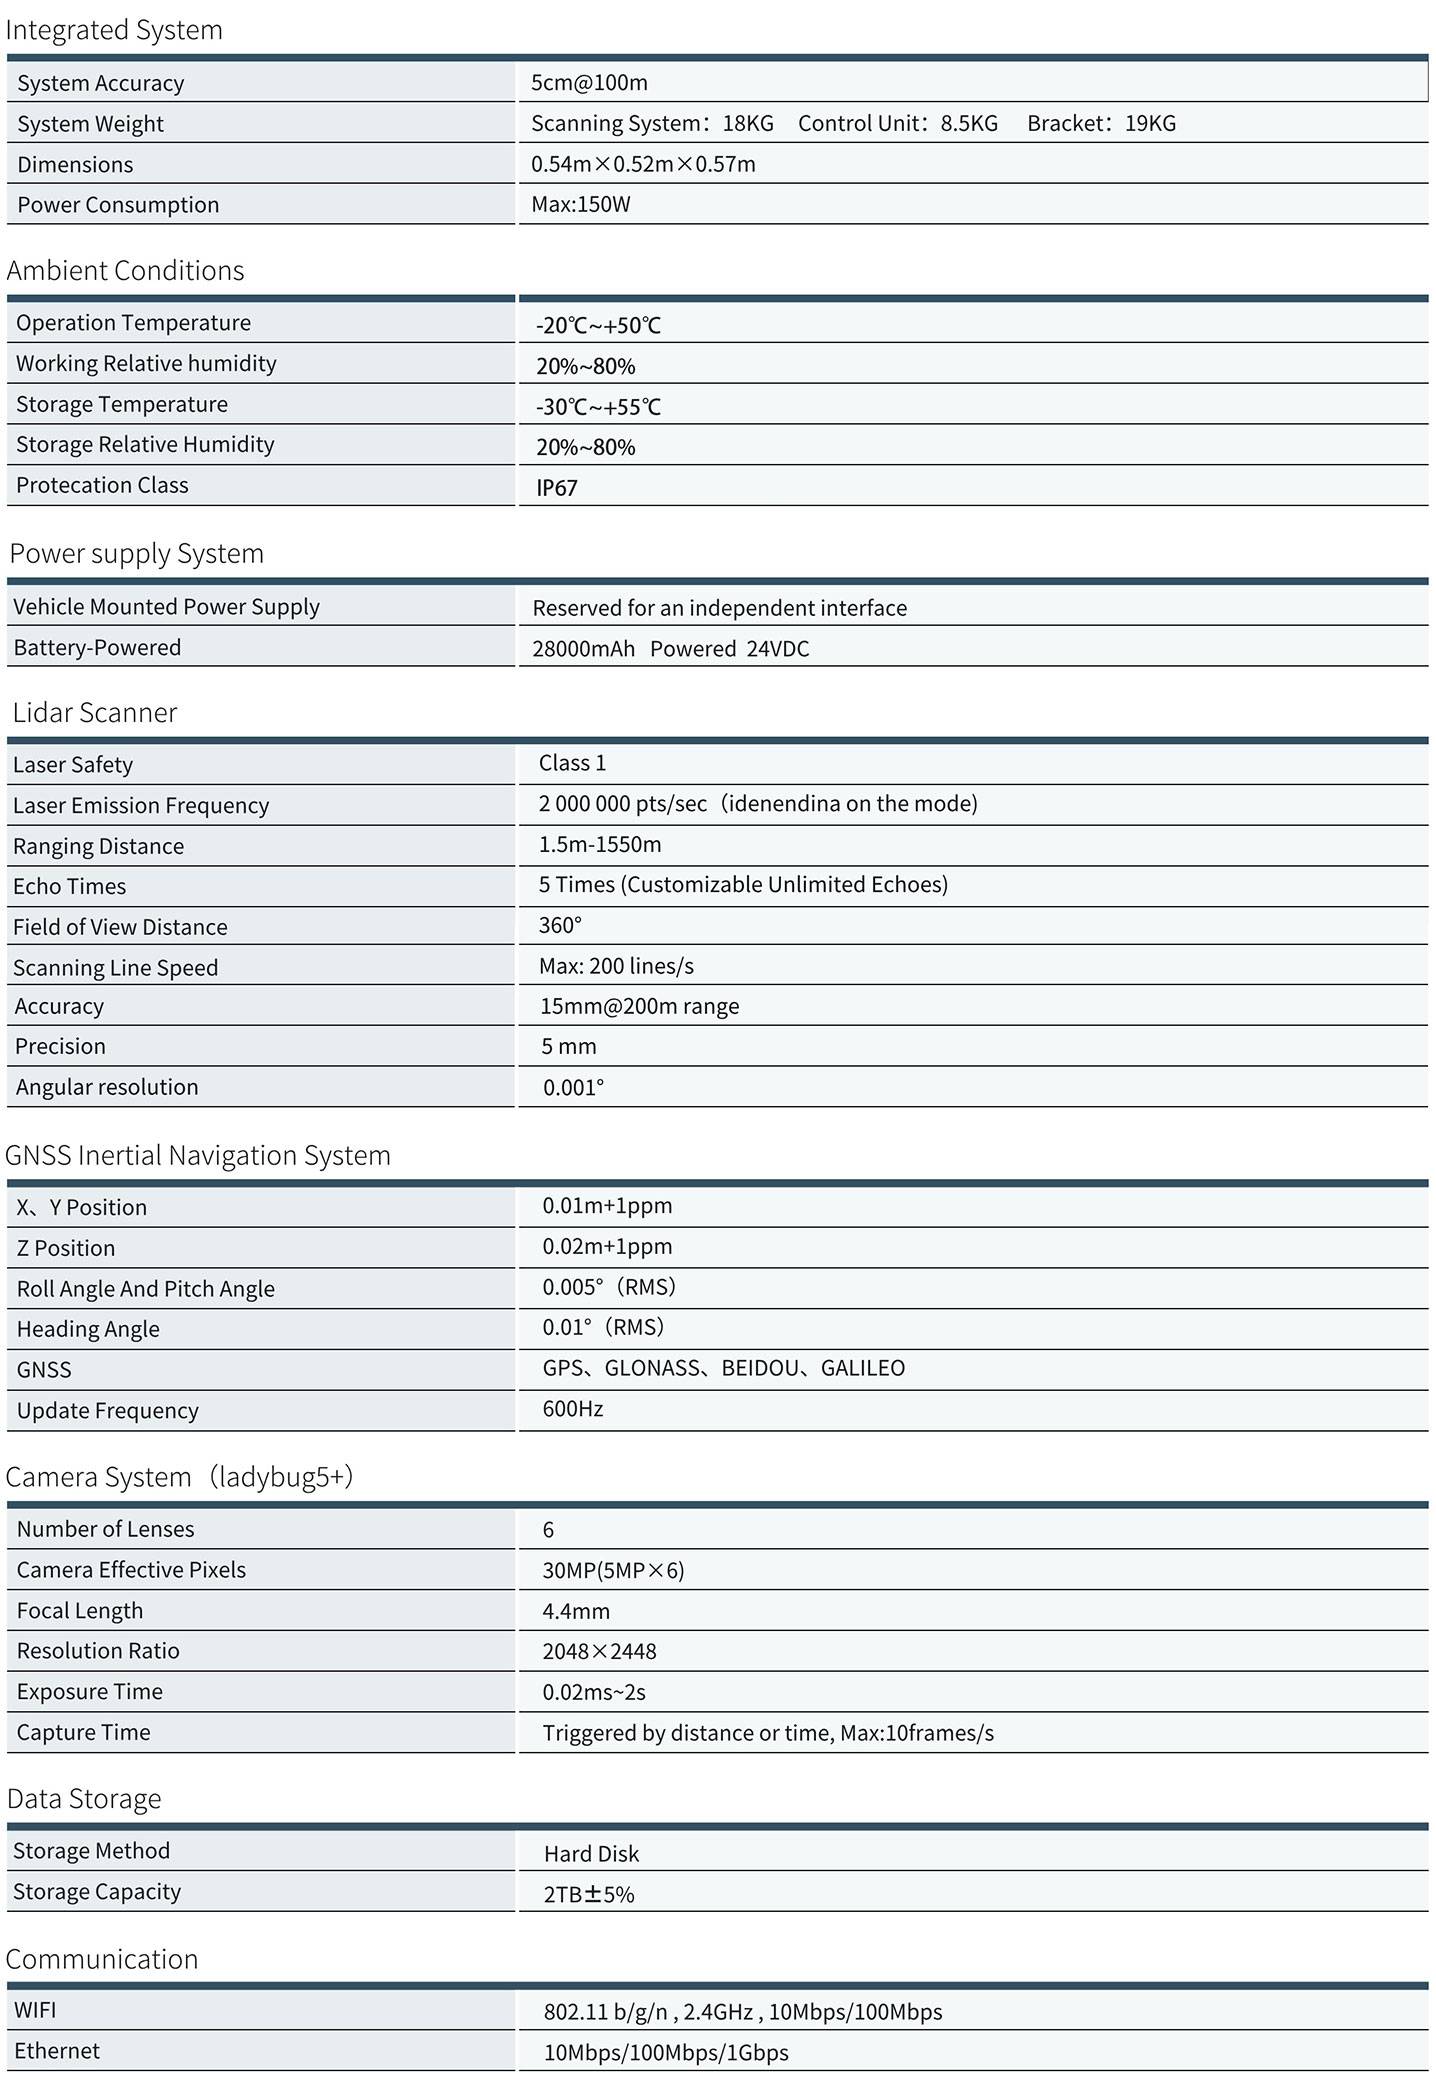 Integrated System
System Accuracy 5cm@100m
System Weight Scanning System：18KG Control Unit：8.5KG Bracket：19KG
Dimensions 0.54m×0.52m×0.57m
Power Consumption Max:150W
Ambient Conditions
Operation Temperature -20℃~+50℃
Working Relative humidity 20%~80%
Storage Temperature -30℃~+55℃
Storage Relative Humidity 20%~80%
Protecation Class IP67
Power supply System
Vehicle Mounted Power Supply Reserved for an independent interface
Battery-Powered 28000mAh Powered 24VDC
Lidar Scanner
Laser Safety Class 1
Laser Emission Frequency 2 000 000 pts/sec（idenendina on the mode)
Ranging Distance 1.5m-1550m
Echo Times 5 Times (Customizable Unlimited Echoes)
Field of View Distance 360°
Scanning Line Speed Max: 200 lines/s
Accuracy 15mm@200m range
Precision 5 mm
Angular resolution 0.001°
GNSS Inertial Navigation System
X、Y Position 0.01m+1ppm
Z Position 0.02m+1ppm
Roll Angle And Pitch Angle 0.005°（RMS）
Heading Angle 0.01°（RMS）
GNSS GPS、GLONASS、BEIDOU、GALILEO
Update Frequency 600Hz
Camera System（ladybug5+）
Number of Lenses 6
Camera Effective Pixels 30MP(5MP×6)
Focal Length 4.4mm
Resolution Ratio 2048×2448
Exposure Time 0.02ms~2s
Capture Time Triggered by distance or time, Max:10frames/s
Data Storage
Storage Method Hard Disk
Storage Capacity 2TB±5%
Communication
WIFI 802.11 b/g/n , 2.4GHz , 10Mbps/100Mbps
Ethernet 10Mbps/100Mbps/1Gbps